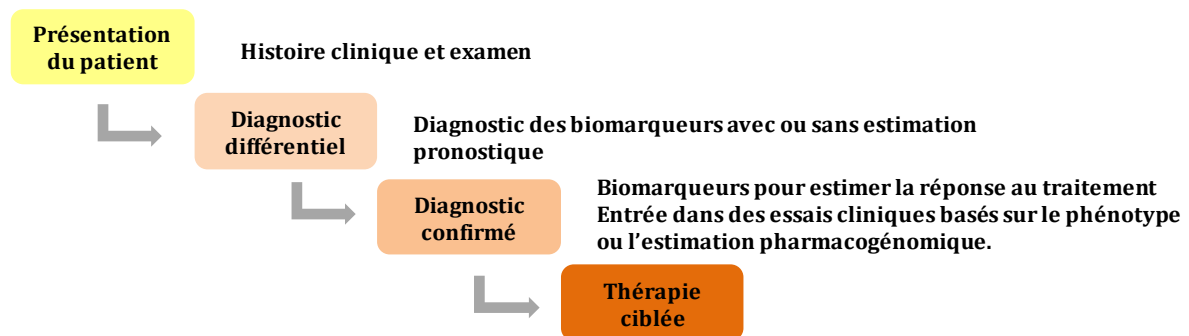 Présentation
du patient
Histoire clinique et examen
Diagnostic
différentiel
Diagnostic des biomarqueurs avec ou sans estimation
pronostique
Diagnostic
confirmé
Biomarqueurs pour estimer la réponse au traitement
Entrée dans des essais cliniques basés sur le phénotype
ou l’estimation pharmacogénomique.
Thérapie
ciblée